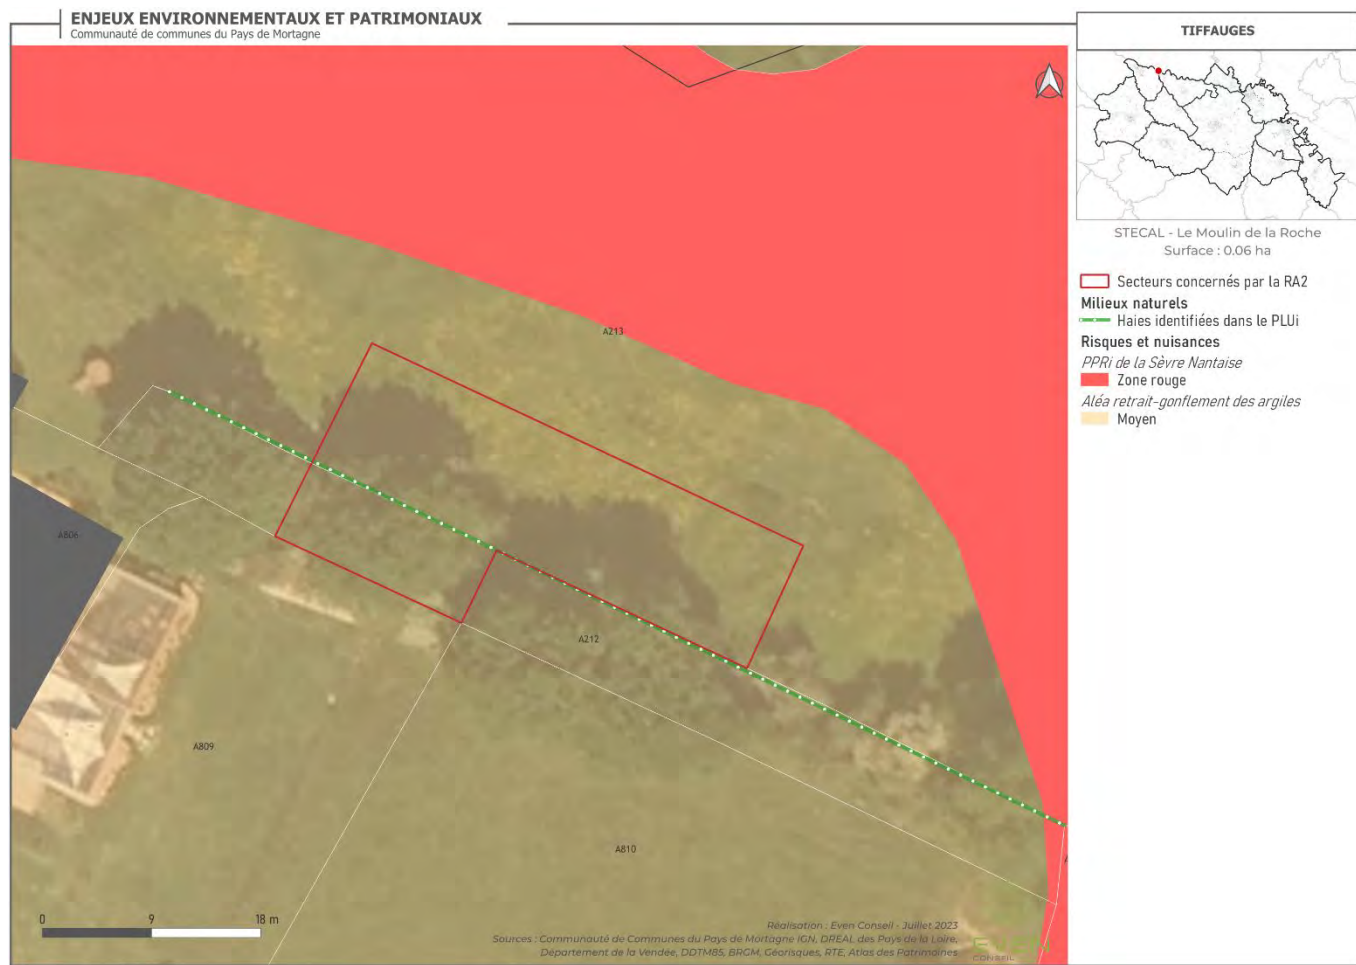 ENJEUX ENVIRONNEMENTAUX ET PATRIMONIAUX
Communauté de communes du Pays de Mortagne
TIFFAUGES
STECAL - Le Moulin de la Roche
Surface : 0.06 ha
Secteurs concernés par la RA2
Milieux naturels
Haies identifiées dans le PLUi
Risques et nuisances
PPRi de la Sèvre Nantaise
Zone rouge
Aléa retrait-gonflement des argiles
Moyen
A213
A806
A212
A809
A810
0 9 18 m
Réalisation : Even Conseil - Juillet 2023
Sources : Communauté de Communes du Pays de Mortagne IGN, DREAL des Pays de la Loire,
Département de la Vendée, DDTM85, BRGM, Géorisques, RTE, Atlas des Patrimoines
EVEN
CONSEIL